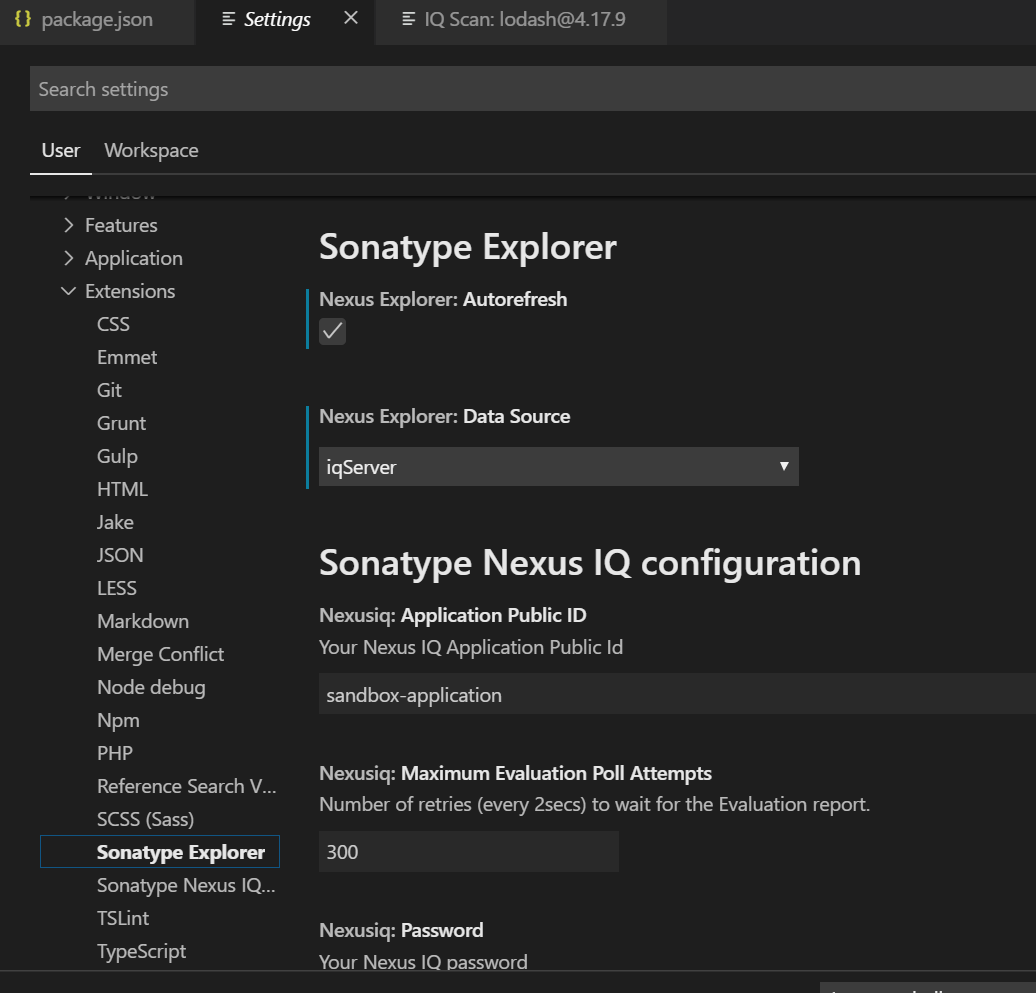 {} package.json
Settings
IQ Scan: lodash@4.17.9
Search settings
User
Workspace
Window
Features
Application
Extensions
CSS
Emmet
Git
Grunt
Gulp
HTML
Jake
JSON
LESS
Markdown
Merge Conflict
Node debug
Npm
PHP
Reference Search V...
SCSS (Sass)
Sonatype Explorer
Sonatype Nexus IQ...
TSLint
TypeScript
Sonatype Explorer
Nexus Explorer: Autorefresh
Nexus Explorer: Data Source
iqServer
Sonatype Nexus IQ configuration
Nexusiq: Application Public ID
Your Nexus IQ Application Public Id
sandbox-application
Nexusiq: Maximum Evaluation Poll Attempts
Number of retries (every 2secs) to wait for the Evaluation report.
300
Nexusiq: Password
Your Nexus IQ password